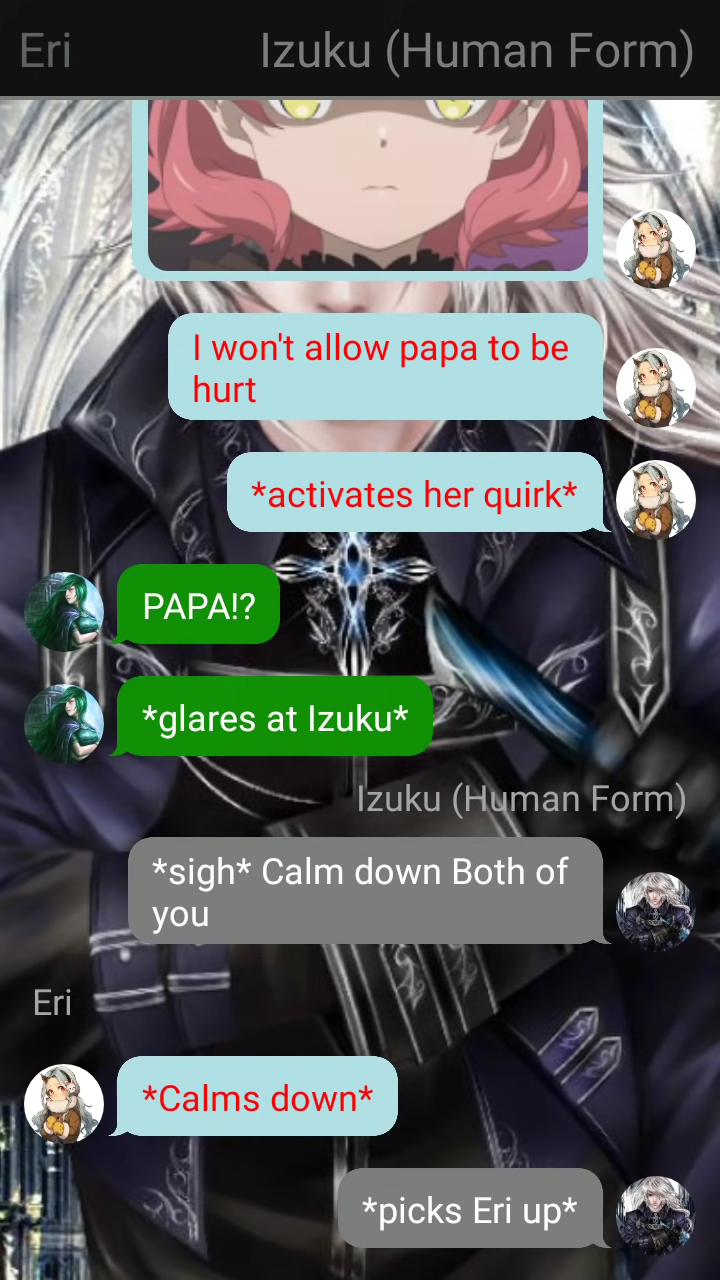 Eri Izuku (Human Form)
I won't allow papa to be
hurt
*activates her quirk*
PAPA!?
*glares at Izuku*
Izuku (Human Form)
*sigh* Calm down Both of
you
Eri
*Calms down*
*picks Eri up*